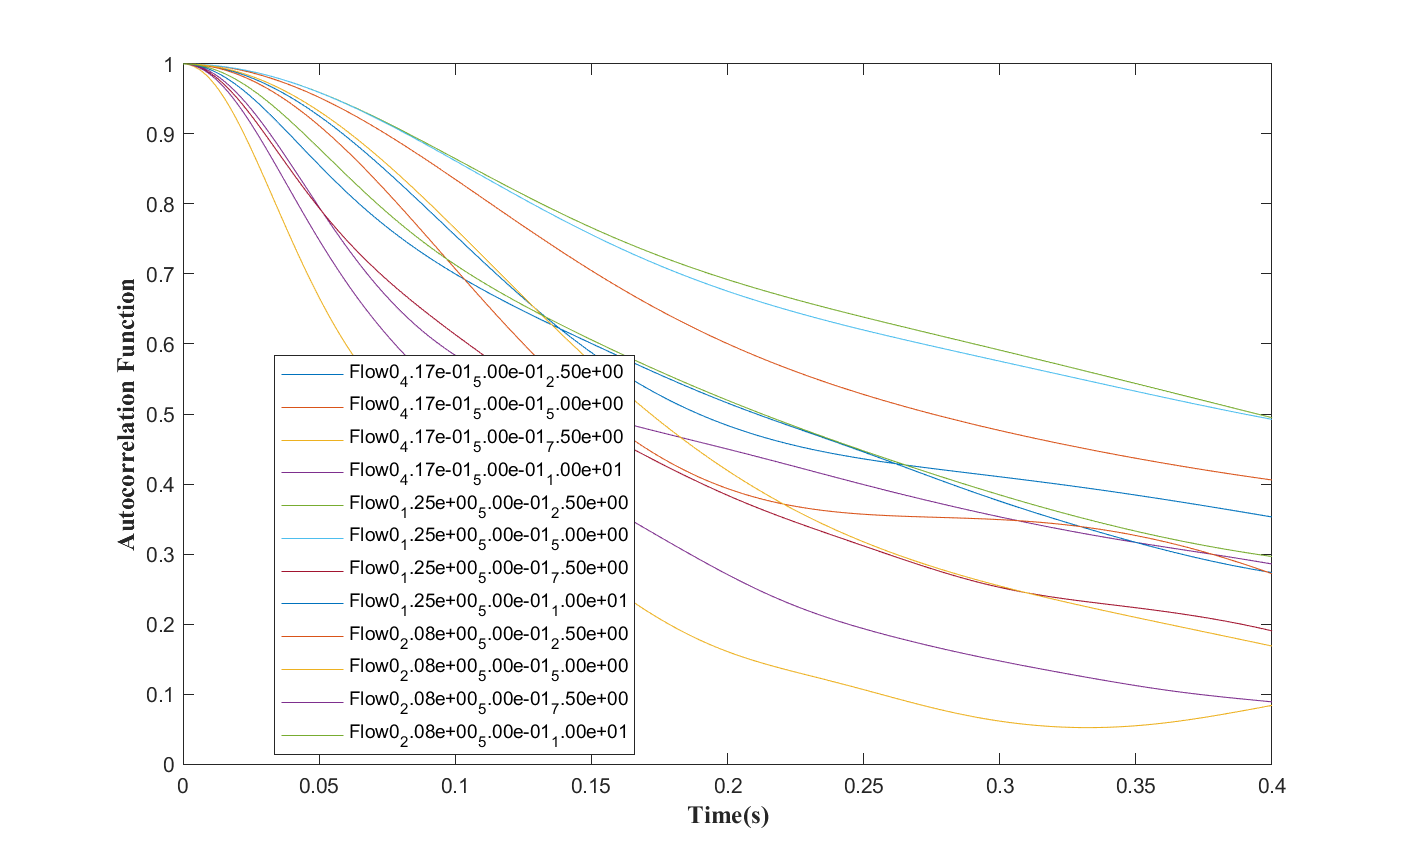 1
0.9
0.8
0.7
0.6
0.5
0.4
0.3
0.2
0.1
0
Autocorrelation Function
Flow0₄.17e-01₅.00e-01₂.50e+00
Flow0₄.17e-01₅.00e-01₅.00e+00
Flow0₄.17e-01₅.00e-01₇.50e+00
Flow0₄.17e-01₅.00e-01₁.00e+01
Flow0₁.25e+00₅.00e-01₂.50e+00
Flow0₁.25e+00₅.00e-01₅.00e+00
Flow0₁.25e+00₅.00e-01₇.50e+00
Flow0₁.25e+00₅.00e-01₁.00e+01
Flow0₂.08e+00₅.00e-01₂.50e+00
Flow0₂.08e+00₅.00e-01₅.00e+00
Flow0₂.08e+00₅.00e-01₇.50e+00
Flow0₂.08e+00₅.00e-01₁.00e+01
0 0.05 0.1 0.15 0.2 0.25 0.3 0.35 0.4
Time(s)